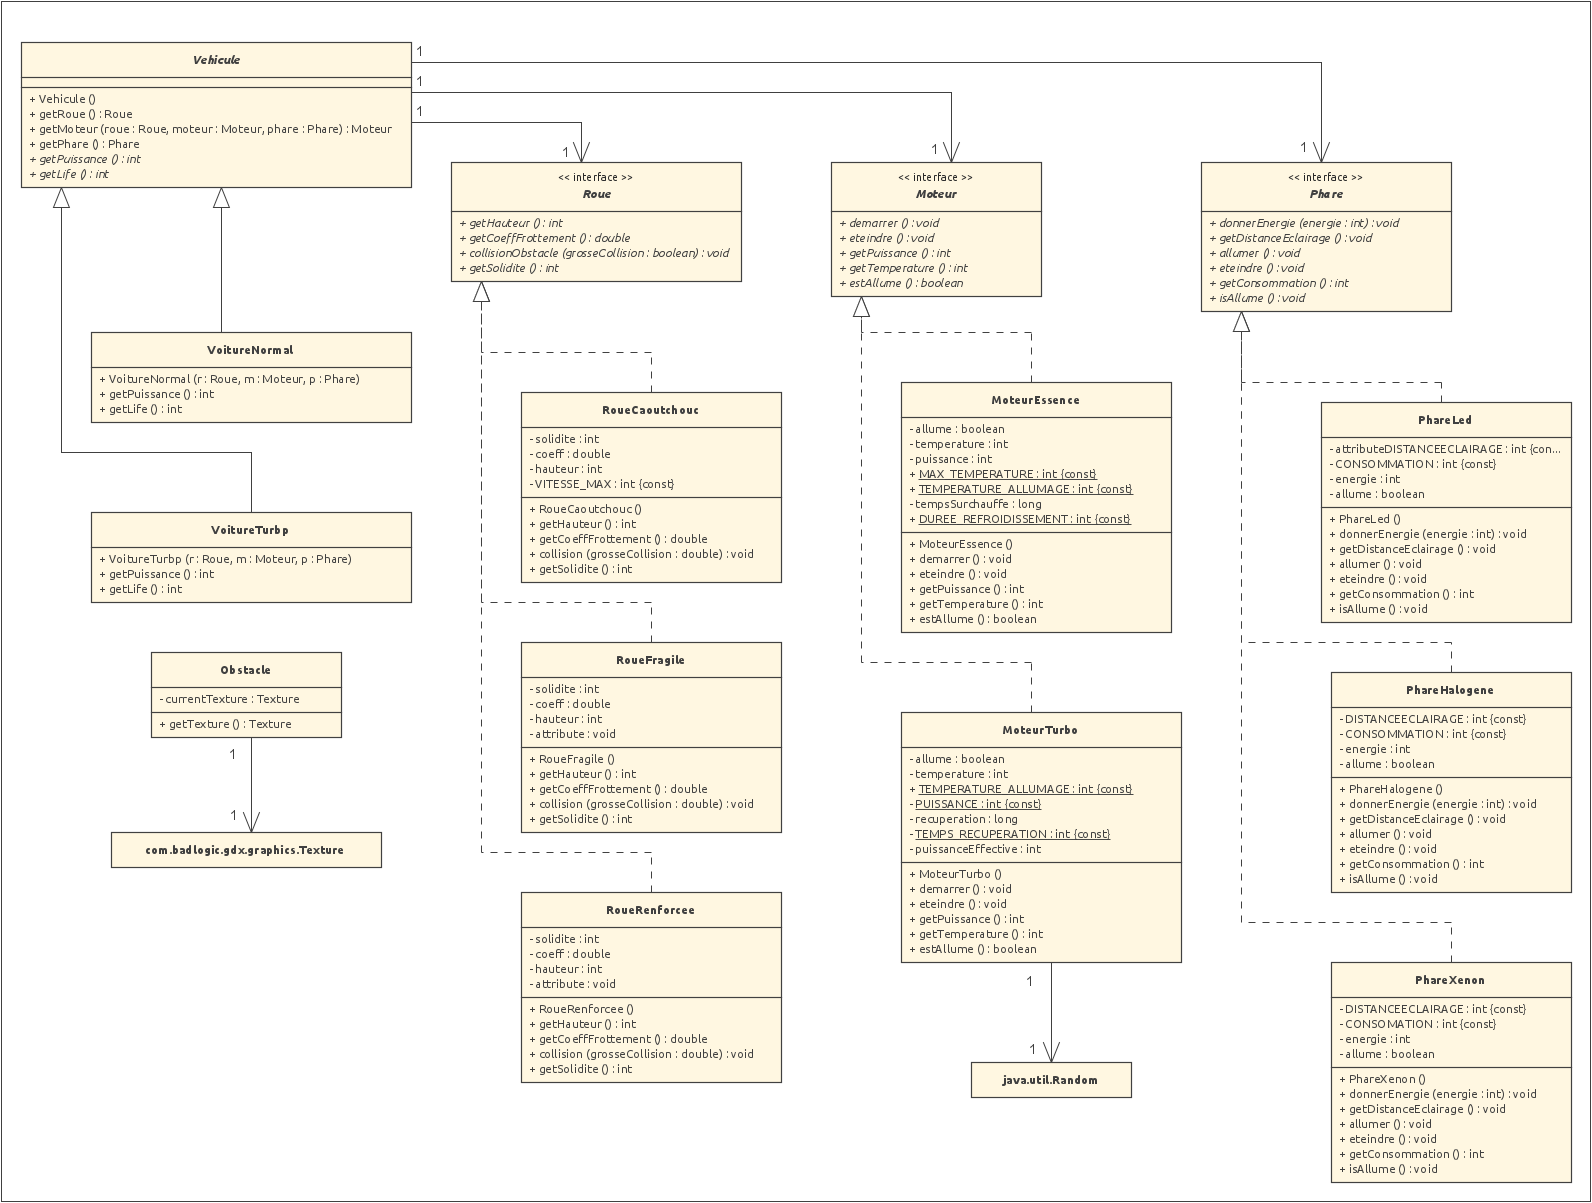 Vehicule
+ Vehicule ()
+ getRoue () : Roue
+ getMoteur (roue : Roue, moteur : Moteur, phare : Phare) : Moteur
+ getPhare () : Phare
+ getPuissance () : int
+ getLife () : int
1
1
1
1
1
1
<< interface >>
Roue
+ getHauteur () : int
+ getCoeffFrottement () : double
+ collisionObstacle (grosseCollision : boolean) : void
+ getSolidite () : int
<< interface >>
Moteur
+ demarrer () : void
+ eteindre () : void
+ getPuissance () : int
+ getTemperature () : int
+ estAllume () : boolean
<< interface >>
Phare
+ donnerEnergie (energie : int) : void
+ getDistanceEclairage () : void
+ allumer () : void
+ eteindre () : void
+ getConsommation () : int
+ isAllume () : void
VoitureNormal
+ VoitureNormal (r : Roue, m : Moteur, p : Phare)
+ getPuissance () : int
+ getLife () : int
VoitureTurbp
+ VoitureTurbp (r : Roue, m : Moteur, p : Phare)
+ getPuissance () : int
+ getLife () : int
Obstacle
- currentTexture : Texture
+ getTexture () : Texture
1
1
com.badlogic.gdx.graphics.Texture
RoueCaoutchouc
- solidite : int
- coeff : double
- hauteur : int
- VITESSE_MAX : int {const}
+ RoueCaoutchouc ()
+ getHauteur () : int
+ getCoeffFrottement () : double
+ collision (grosseCollision : double) : void
+ getSolidite () : int
RoueFragile
- solidite : int
- coeff : double
- hauteur : int
- attribute : void
+ RoueFragile ()
+ getHauteur () : int
+ getCoeffFrottement () : double
+ collision (grosseCollision : double) : void
+ getSolidite () : int
RoueRenforcee
- solidite : int
- coeff : double
- hauteur : int
- attribute : void
+ RoueRenforcee ()
+ getHauteur () : int
+ getCoeffFrottement () : double
+ collision (grosseCollision : double) : void
+ getSolidite () : int
MoteurEssence
- allume : boolean
- temperature : int
- puissance : int
+ MAX_TEMPERATURE : int {const}
+ TEMPERATURE_ALLUMAGE : int {const}
- tempsSurchauffe : long
+ DUREE_REFROIDISSEMENT : int {const}
+ MoteurEssence ()
+ demarrer () : void
+ eteindre () : void
+ getPuissance () : int
+ getTemperature () : int
+ estAllume () : boolean
MoteurTurbo
- allume : boolean
- temperature : int
+ TEMPERATURE_ALLUMAGE : int {const}
- PUISSANCE : int {const}
- recuperation : long
- TEMPS_RECUPERATION : int {const}
- puissanceEffective : int
+ MoteurTurbo ()
+ demarrer () : void
+ eteindre () : void
+ getPuissance () : int
+ getTemperature () : int
+ estAllume () : boolean
1
1
java.util.Random
PhareLed
- attributeDISTANCEECLAIRAGE : int {con...
- CONSOMMATION : int {const}
- energie : int
- allume : boolean
+ PhareLed ()
+ donnerEnergie (energie : int) : void
+ getDistanceEclairage () : void
+ allumer () : void
+ eteindre () : void
+ getConsommation () : int
+ isAllume () : void
PhareHalogene
- DISTANCEECLAIRAGE : int {const}
- CONSOMMATION : int {const}
- energie : int
- allume : boolean
+ PhareHalogene ()
+ donnerEnergie (energie : int) : void
+ getDistanceEclairage () : void
+ allumer () : void
+ eteindre () : void
+ getConsommation () : int
+ isAllume () : void
PhareXenon
- DISTANCEECLAIRAGE : int {const}
- CONSOMATION : int {const}
- energie : int
- allume : boolean
+ PhareXenon ()
+ donnerEnergie (energie : int) : void
+ getDistanceEclairage () : void
+ allumer () : void
+ eteindre () : void
+ getConsommation () : int
+ isAllume () : void